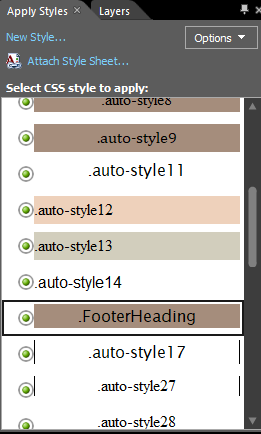 Apply Styles
Layers
New Style...
Options
Attach Style Sheet...
Select CSS style to apply:
.auto-style8
.auto-style9
.auto-style11
.auto-style12
.auto-style13
.auto-style14
.FooterHeading
.auto-style17
.auto-style27
.auto-style28